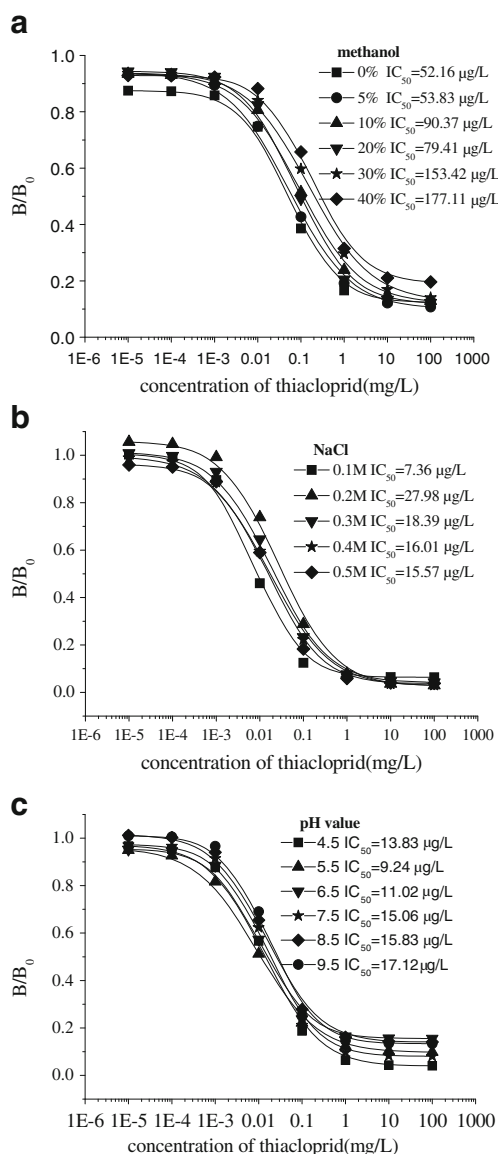 a
methanol
0% IC50=52.16 μg/L
5% IC50=53.83 μg/L
10% IC50=90.37 μg/L
20% IC50=79.41 μg/L
30% IC50=153.42 μg/L
40% IC50=177.11 μg/L
B/B0
1.0
0.8
0.6
0.4
0.2
0.0
1E-6 1E-5 1E-4 1E-3 0.01 0.1 1 10 100 1000
concentration of thiacloprid(mg/L)
b
NaCl
0.1M IC50=7.36 μg/L
0.2M IC50=27.98 μg/L
0.3M IC50=18.39 μg/L
0.4M IC50=16.01 μg/L
0.5M IC50=15.57 μg/L
B/B0
1.0
0.8
0.6
0.4
0.2
0.0
1E-6 1E-5 1E-4 1E-3 0.01 0.1 1 10 100 1000
concentration of thiacloprid(mg/L)
c
pH value
4.5 IC50=13.83 μg/L
5.5 IC50=9.24 μg/L
6.5 IC50=11.02 μg/L
7.5 IC50=15.06 μg/L
8.5 IC50=15.83 μg/L
9.5 IC50=17.12μg/L
B/B0
1.0
0.8
0.6
0.4
0.2
0.0
1E-6 1E-5 1E-4 1E-3 0.01 0.1 1 10 100 1000
concentration of thiacloprid(mg/L)